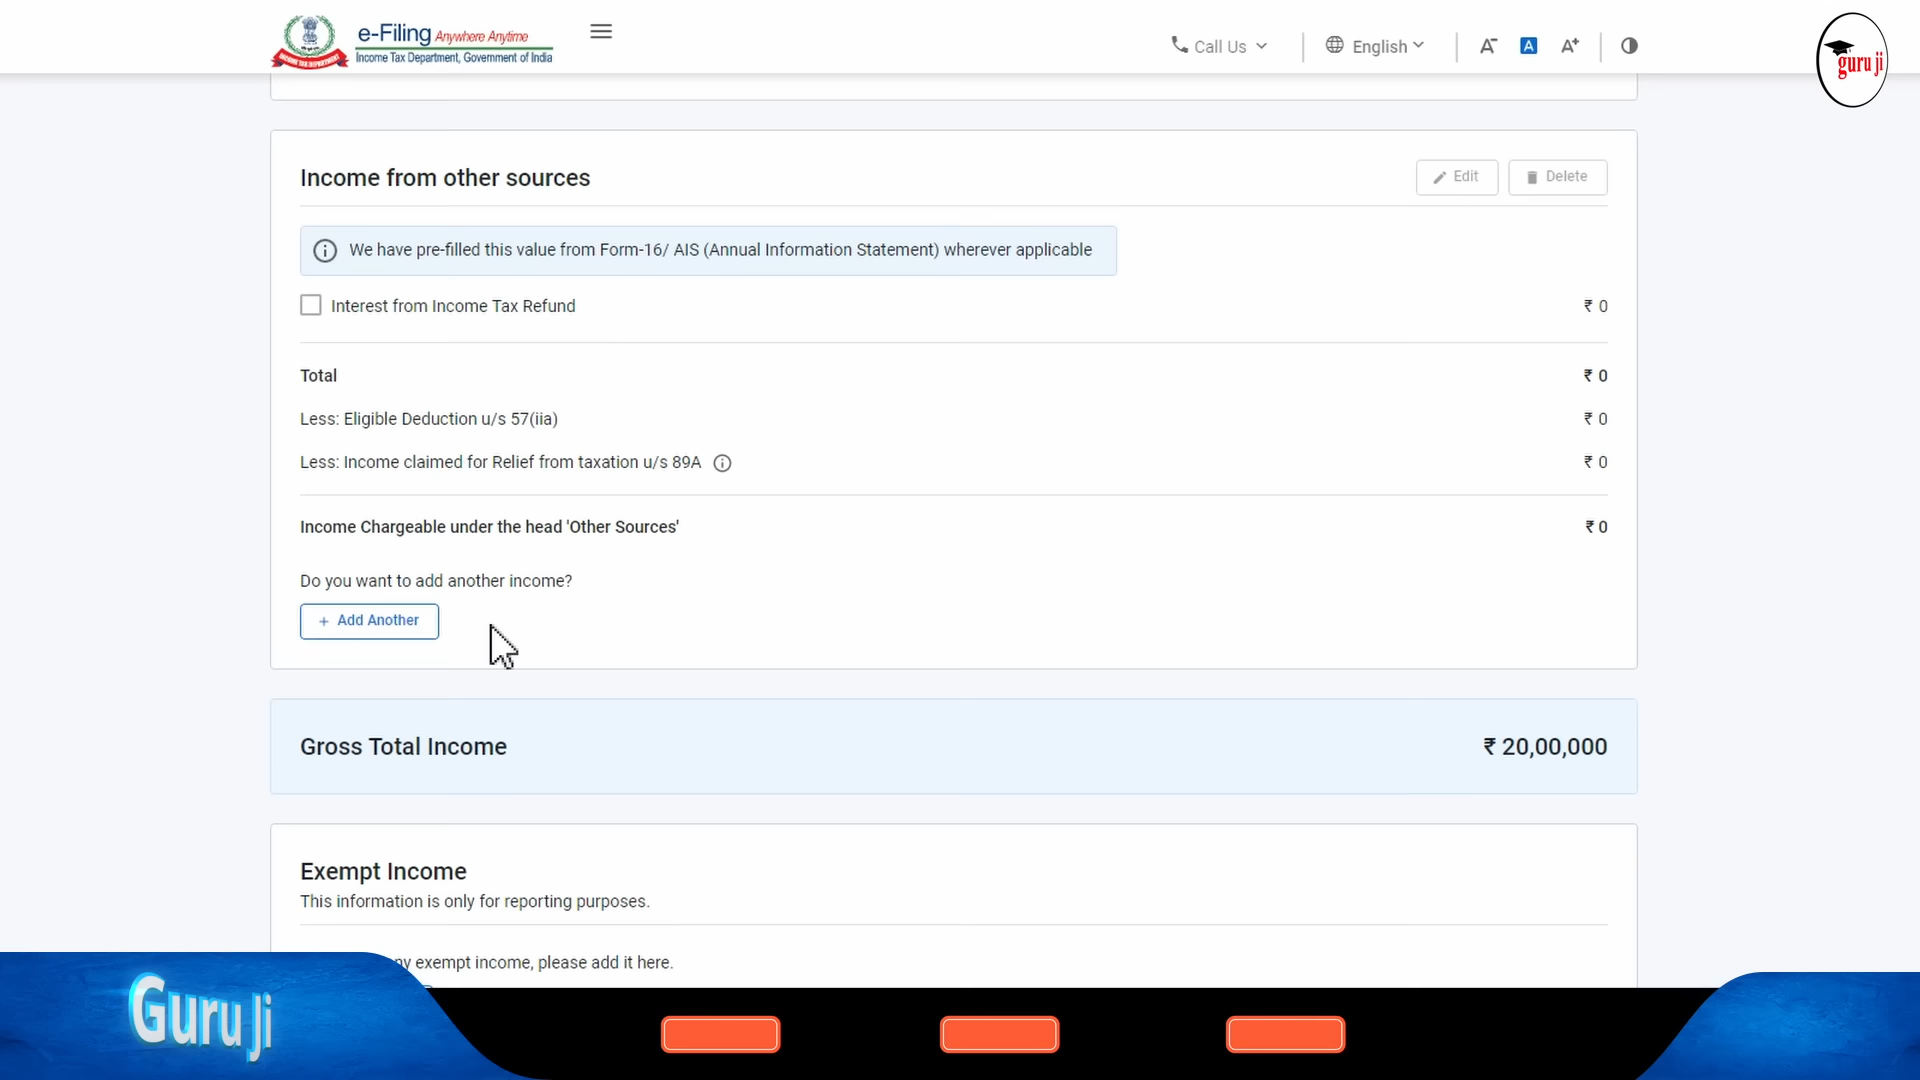 e-Filing Anywhere Anytime
Income Tax Department, Government of India
Call Us
English
A-
A
A+
guru ji
Income from other sources
Edit
Delete
We have pre-filled this value from Form-16/ AIS (Annual Information Statement) wherever applicable
Interest from Income Tax Refund
₹ 0
Total
₹ 0
Less: Eligible Deduction u/s 57(iia)
₹ 0
Less: Income claimed for Relief from taxation u/s 89A
₹ 0
Income Chargeable under the head 'Other Sources'
₹ 0
Do you want to add another income?
+ Add Another
Gross Total Income
₹ 20,00,000
Exempt Income
This information is only for reporting purposes.
exempt income, please add it here.
Guru Ji